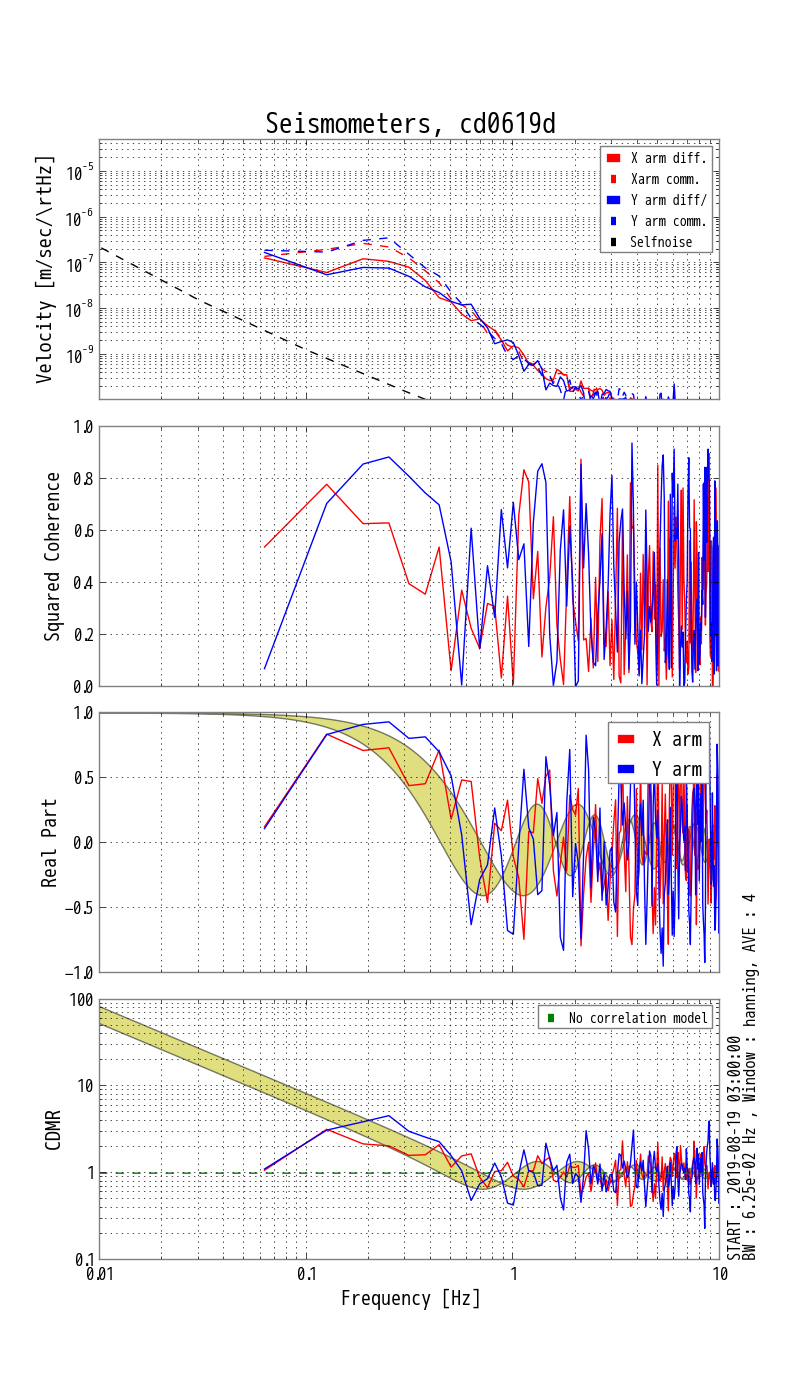 Seismometers, cd0619d
Velocity [m/sec/\rtHz]
10^-5
10^-6
10^-7
10^-8
10^-9
X arm diff.
Xarm comm.
Y arm diff/
Y arm comm.
Selfnoise
Squared Coherence
1.0
0.8
0.6
0.4
0.2
0.0
Real Part
1.0
0.5
0.0
−0.5
−1.0
X arm
Y arm
CDMR
100
10
1
0.1
No correlation model
0.01
0.1
1
10
Frequency [Hz]
START : 2019-08-19 03:00:00
BW : 6.25e-02 Hz , Window : hanning, AVE : 4